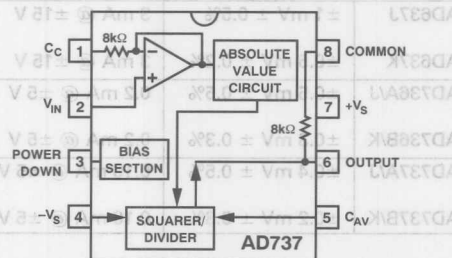 8kΩ
CC 1
ABSOLUTE
VALUE
CIRCUIT
8 COMMON
VIN 2
7 +VS
8kΩ
POWER
DOWN 3
BIAS
SECTION
6 OUTPUT
−VS 4
SQUARER/
DIVIDER
5 CAV
AD737